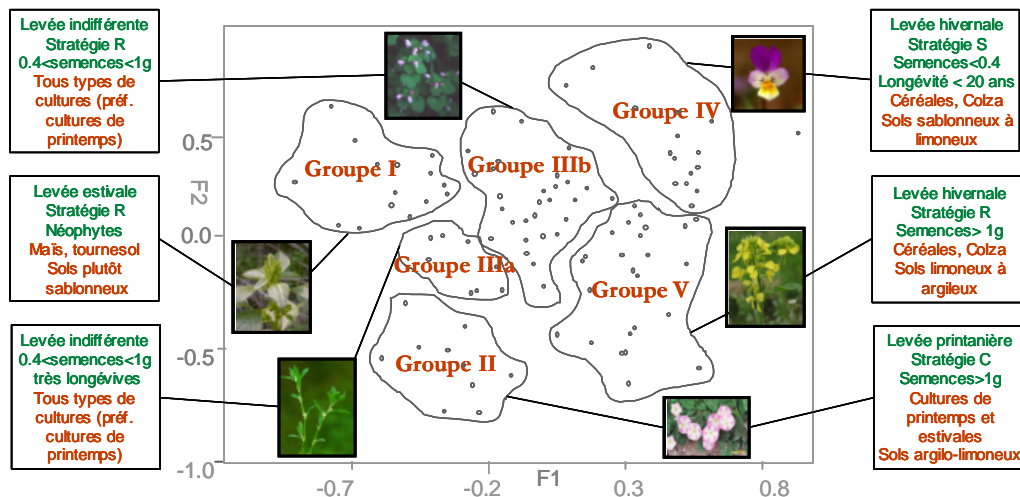 Levée indifférente
Stratégie R
0.4<semences<1g
Tous types de
cultures (préf.
cultures de
printemps)
Levée estivale
Stratégie R
Néophytes
Maïs, tournesol
Sols plutôt
sablonneux
Levée indifférente
0.4<semences<1g
très longévives
Tous types de
cultures (préf.
cultures de
printemps)
0.5
F2
0.0
-0.5
-1.0
-0.7
-0.2
F1
0.3
0.8
Groupe I
Groupe IIIb
Groupe IV
Groupe IIIa
Groupe V
Groupe II
Levée hivernale
Stratégie S
Semences<0.4
Longévité < 20 ans
Céréales, Colza
Sols sablonneux à
limoneux
Levée hivernale
Stratégie R
Semences> 1g
Céréales, Colza
Sols limoneux à
argileux
Levée printanière
Stratégie C
Semences>1g
Cultures de
printemps et
estivales
Sols argilo-limoneux